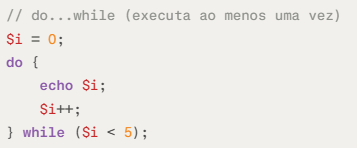 // do...while (executa ao menos uma vez)
$i = 0;
do {
    echo $i;
    $i++;
} while ($i < 5);